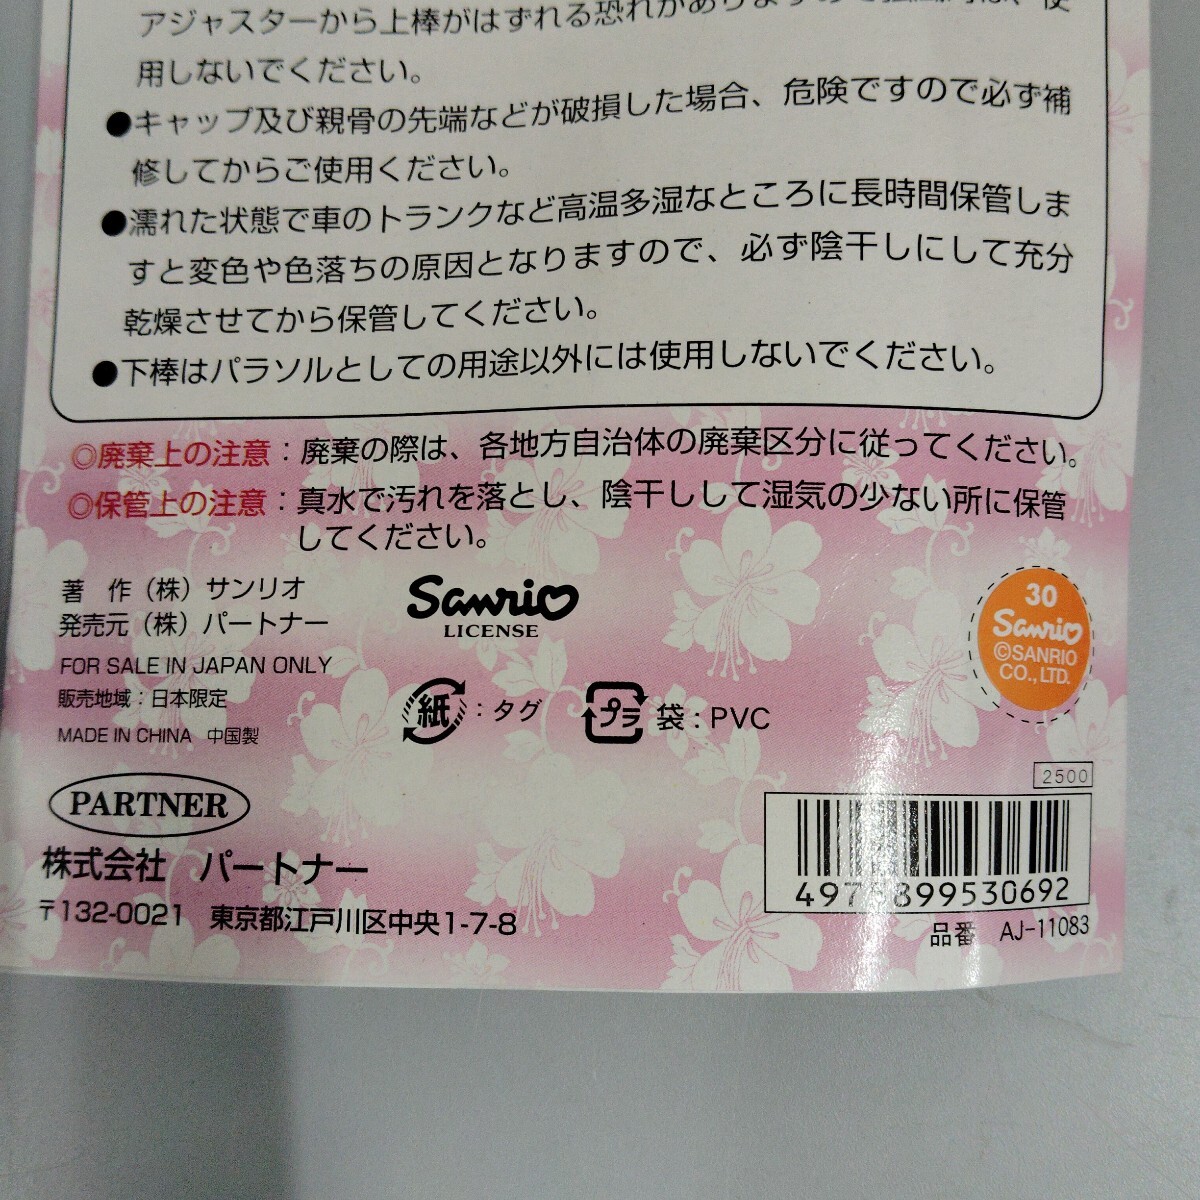 アジャスターから上棒がはずれる恐れがありますので強風時は、使
用しないでください。
●キャップ及び親骨の先端などが破損した場合、危険ですので必ず補
修してからご使用ください。
●濡れた状態で車のトランクなど高温多湿なところに長時間保管しま
すと変色や色落ちの原因となりますので、必ず陰干しにして充分
乾燥させてから保管してください。
●下棒はパラソルとしての用途以外には使用しないでください。
◎廃棄上の注意：廃棄の際は、各地方自治体の廃棄区分に従ってください。
◎保管上の注意：真水で汚れを落とし、陰干しして湿気の少ない所に保管
してください。
著 作（株）サンリオ
発売元（株）パートナー
FOR SALE IN JAPAN ONLY
販売地域：日本限定
MADE IN CHINA 中国製
Sanrio
LICENSE
紙：タグ
プラ 袋：PVC
30
Sanrio
©SANRIO
CO.,LTD.
PARTNER
株式会社 パートナー
〒132-0021 東京都江戸川区中央1-7-8
2500
4975899530692
品番 AJ-11083